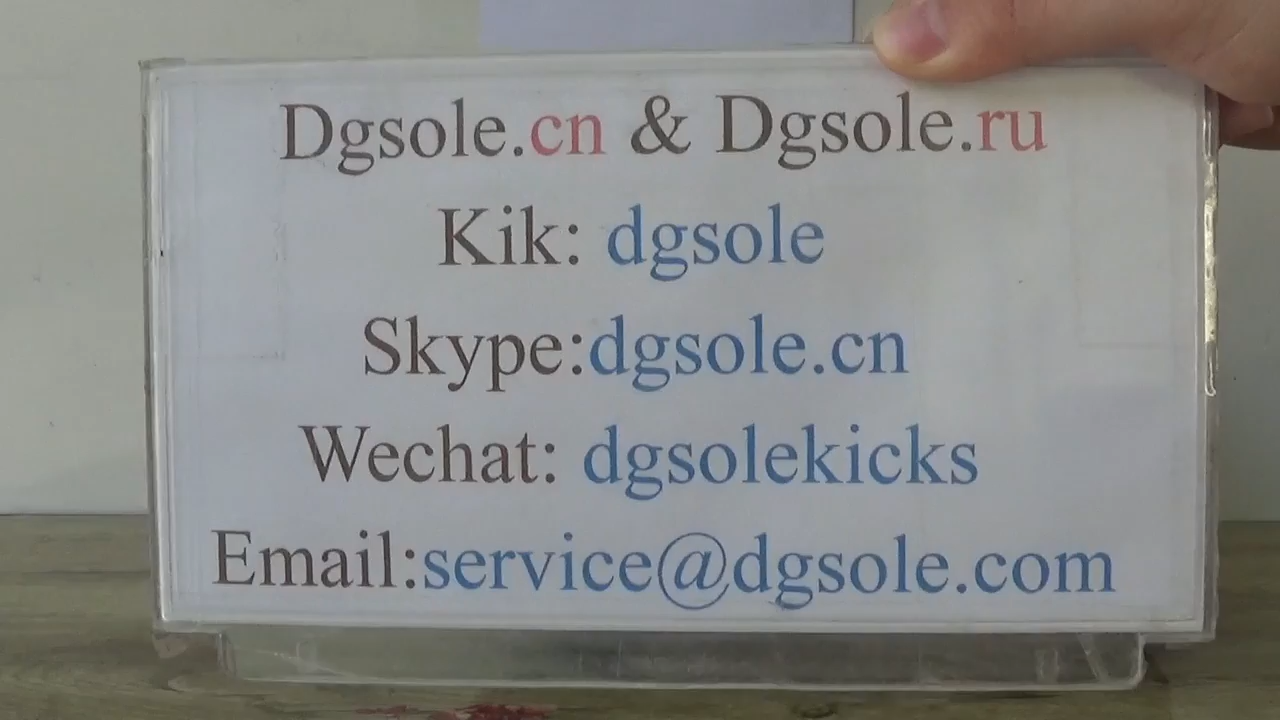 Dgsole.cn & Dgsole.ru
Kik: dgsole
Skype:dgsole.cn
Wechat: dgsolekicks
Email:service@dgsole.com